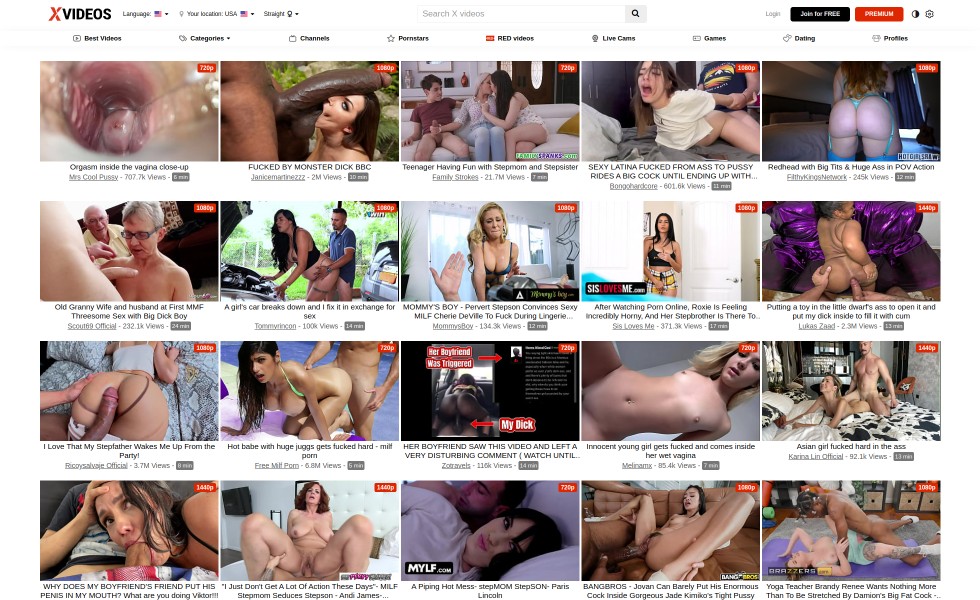 XVIDEOS
Language:
Your location: USA
Straight
Search X videos
Login
Join for FREE
PREMIUM
Best Videos
Categories
Channels
Pornstars
RED videos
Live Cams
Games
Dating
Profiles
720p
1080p
720p
1080p
1080p
Orgasm inside the vagina close-up
Mrs Cool Pussy - 707.7k Views - 6 min
FUCKED BY MONSTER DICK BBC
Janicemartinezzz - 2M Views - 10 min
Teenager Having Fun with Stepmom and Stepsister
Family Strokes - 21.7M Views - 7 min
SEXY LATINA FUCKED FROM ASS TO PUSSY
RIDES A BIG COCK UNTIL ENDING UP WITH...
Bongohardcore - 601.6k Views - 11 min
Redhead with Big Tits & Huge Ass in POV Action
FilthyKingsNetwork - 245k Views - 12 min
1080p
1080p
1080p
1440p
Mommy's boy
SISLOVESME.COM
Old Granny Wife and husband at First MMF
Threesome Sex with Big Dick Boy
Scout69 Official - 232.1k Views - 24 min
A girl's car breaks down and I fix it in exchange for
sex
Tommyvrincon - 100k Views - 14 min
MOMMY'S BOY - Pervert Stepson Convinces Sexy
MILF Cherie DeVille To Fuck During Lingerie...
MommysBoy - 134.3k Views - 12 min
After Watching Porn Online, Roxie Is Feeling
Incredibly Horny, And Her Stepbrother Is There To..
Sis Loves Me - 371.3k Views - 17 min
Putting a toy in the little dwarf's ass to open it and
put my dick inside to fill it with cum
Lukas Zaad - 2.3M Views - 13 min
1080p
720p
Her Boyfriend
Was Triggered
My Dick
720p
720p
1440p
I Love That My Stepfather Wakes Me Up From the
Party!
Ricoysalvaje Official - 3.7M Views - 8 min
Hot babe with huge juggs gets fucked hard - milf
porn
Free Milf Porn - 6.8M Views - 5 min
HER BOYFRIEND SAW THIS VIDEO AND LEFT A
VERY DISTURBING COMMENT ( WATCH UNTIL..
Zotravels - 116k Views - 14 min
Innocent young girl gets fucked and comes inside
her wet vagina
Melinamx - 85.4k Views - 7 min
Asian girl fucked hard in the ass
Karina Lin Official - 92.1k Views - 13 min
1440p
1440p
720p
1080p
1080p
MYLF.COM
BANGBROS
BRAZZERS
WHY DOES MY BOYFRIEND'S FRIEND PUT HIS
PENIS IN MY MOUTH? What are you doing Viktor!!!
"I Just Don't Get A Lot Of Action These Days"- MILF
Stepmom Seduces Stepson - Andi James-...
A Piping Hot Mess- stepMOM StepSON- Paris
Lincoln
BANGBROS - Jovan Can Barely Put His Enormous
Cock Inside Gorgeous Jade Kimiko's Tight Pussy
Yoga Teacher Brandy Renee Wants Nothing More
Than To Be Stretched By Damion's Big Fat Cock -..